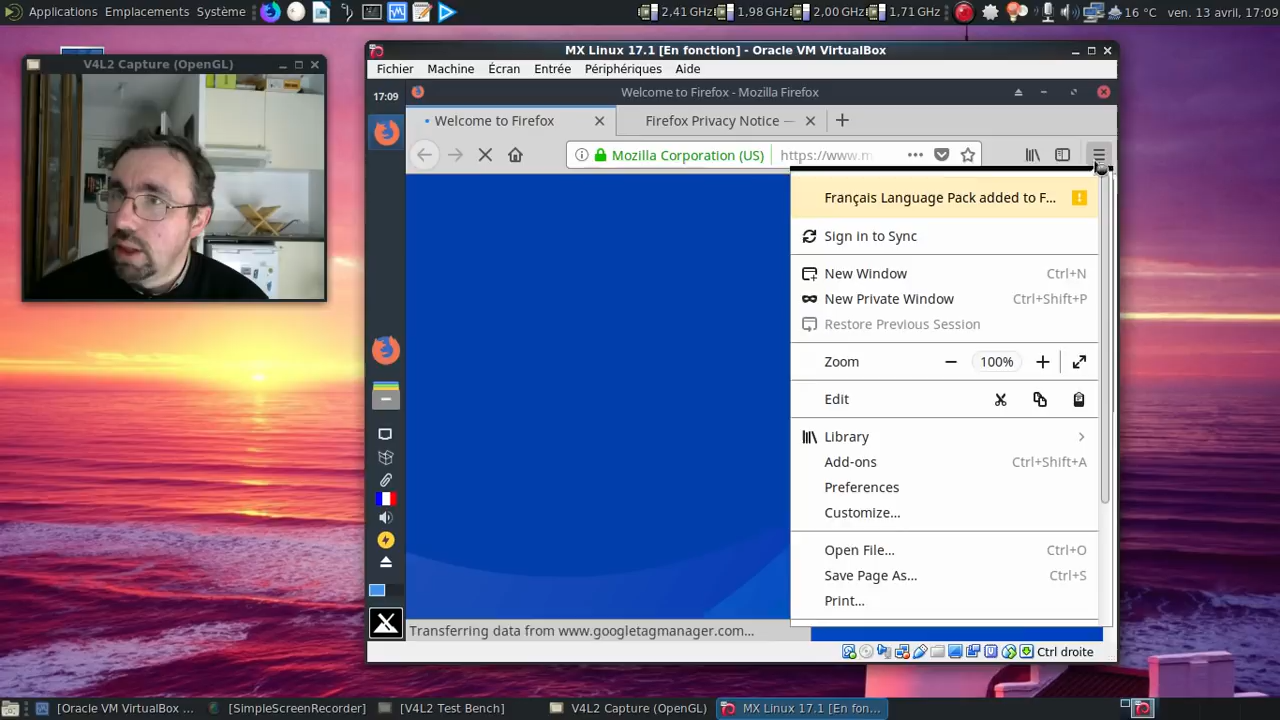 Applications Emplacements Système 2,41 GHz 1,98 GHz 2,00 GHz 1,71 GHz 16 °C ven. 13 avril, 17:09
V4L2 Capture (OpenGL)
MX Linux 17.1 [En fonction] - Oracle VM VirtualBox
Fichier Machine Écran Entrée Périphériques Aide
17:09 Welcome to Firefox - Mozilla Firefox
Welcome to Firefox Firefox Privacy Notice —
Mozilla Corporation (US) https://www.m
Français Language Pack added to F...
Sign in to Sync
New Window Ctrl+N
New Private Window Ctrl+Shift+P
Restore Previous Session
Zoom 100%
Edit
Library
Add-ons Ctrl+Shift+A
Preferences
Customize...
Open File... Ctrl+O
Save Page As... Ctrl+S
Print...
Transferring data from www.googletagmanager.com...
Ctrl droite
[Oracle VM VirtualBox ... [SimpleScreenRecorder] [V4L2 Test Bench] V4L2 Capture (OpenGL) MX Linux 17.1 [En fon...